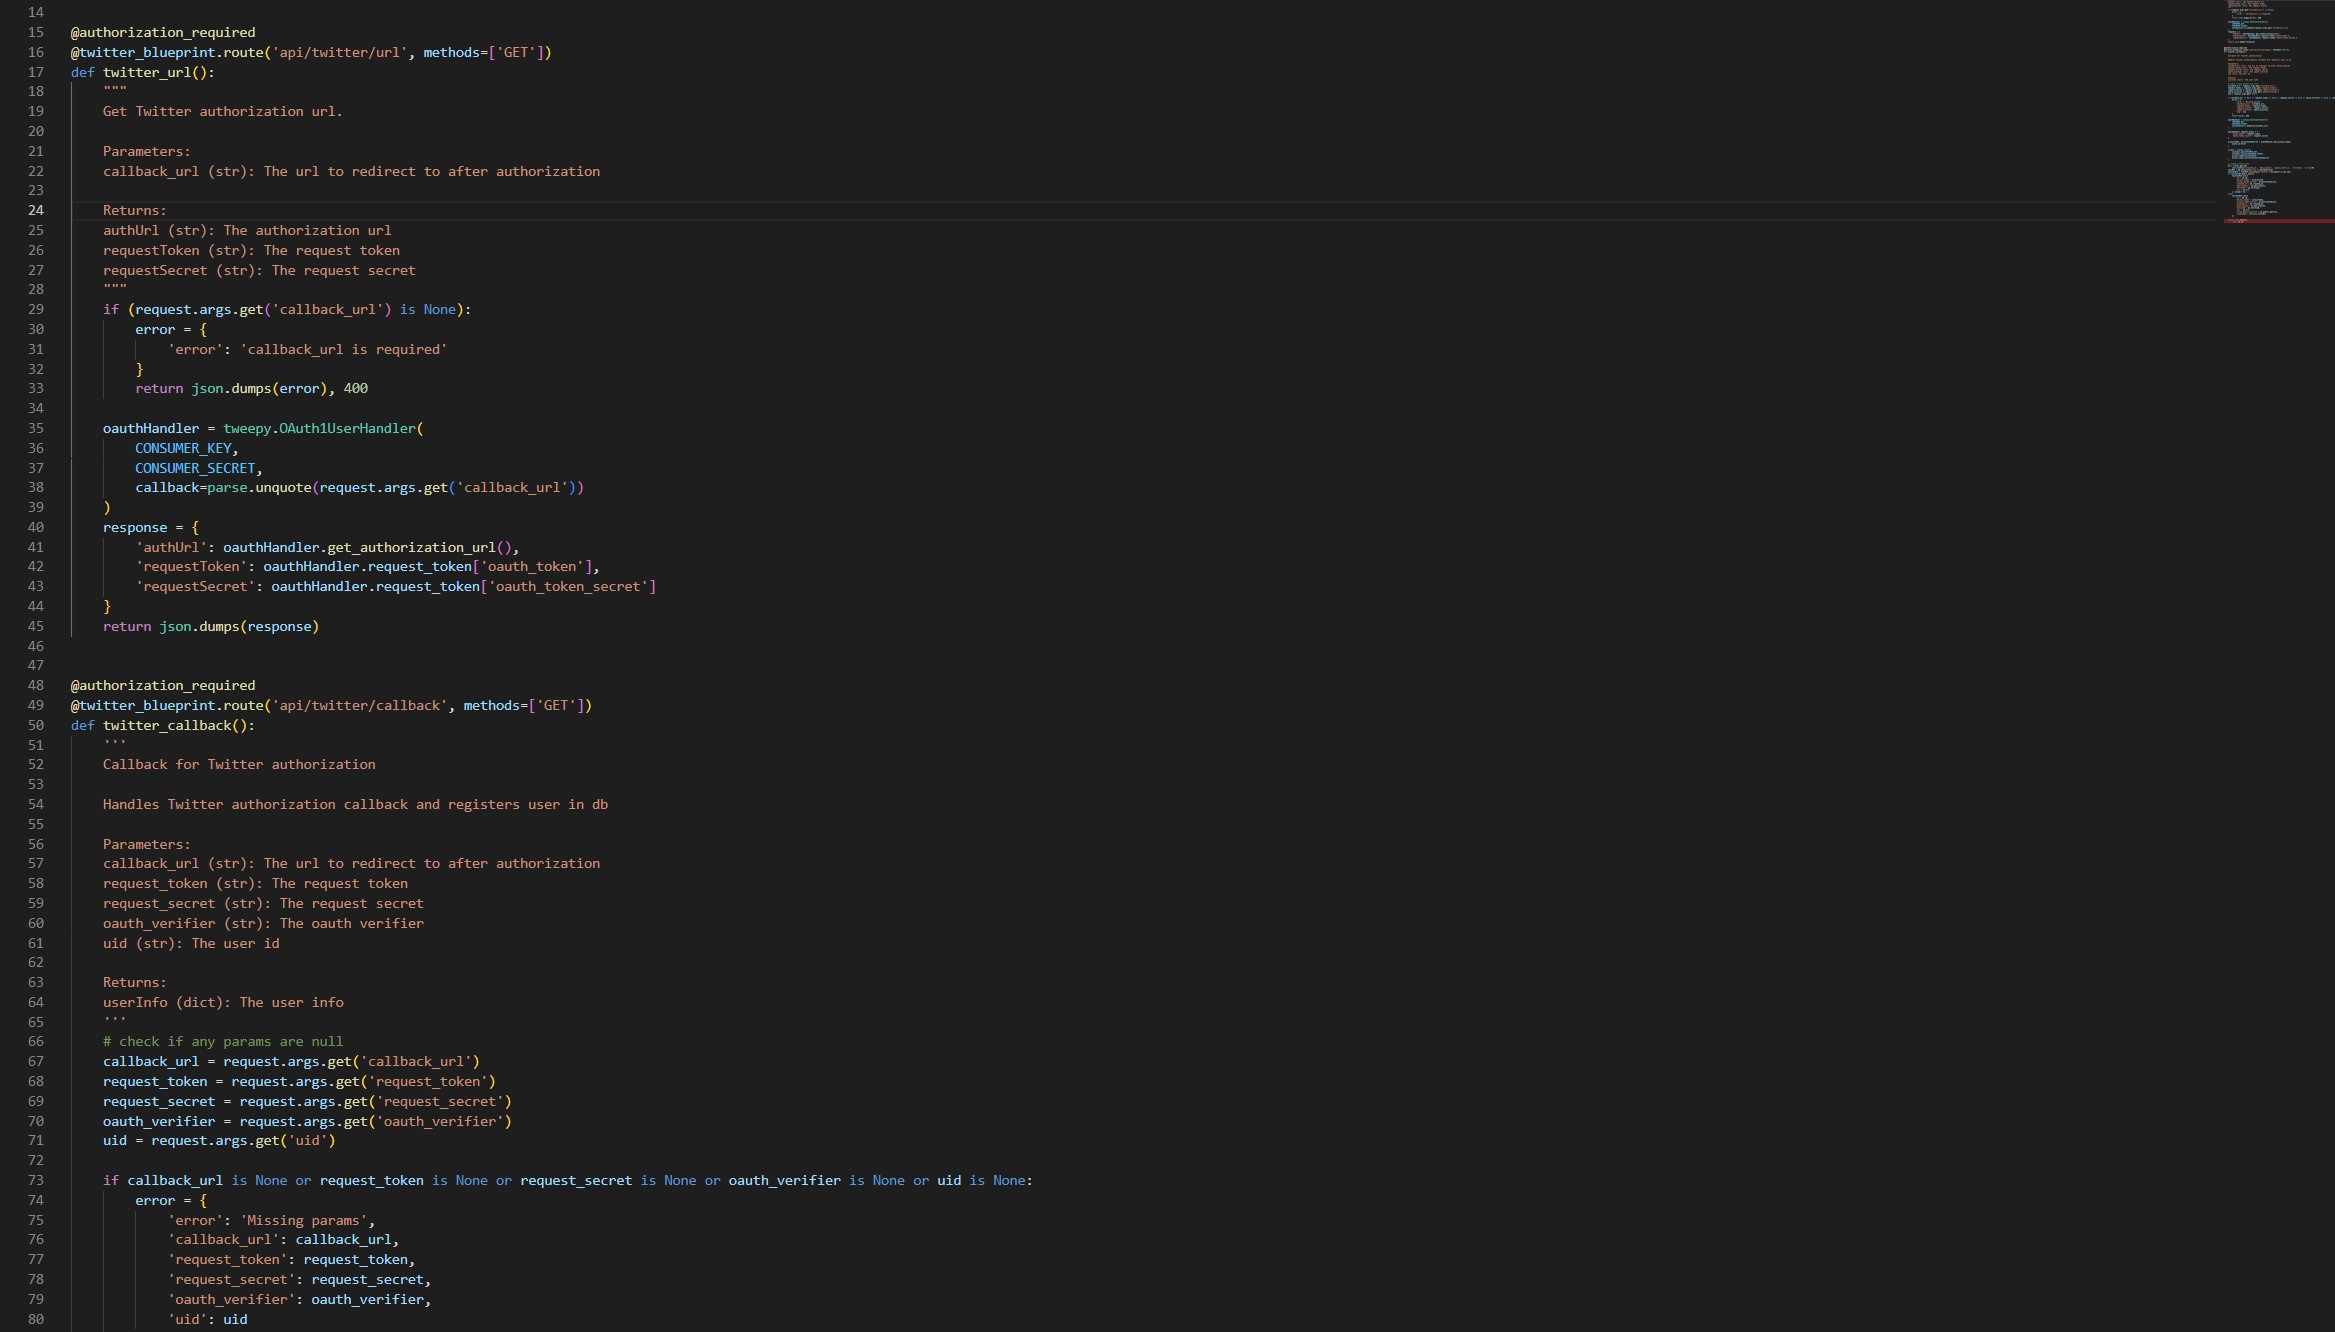 14
15 @authorization_required
16 @twitter_blueprint.route('api/twitter/url', methods=['GET'])
17 def twitter_url():
18     """
19     Get Twitter authorization url.
20
21     Parameters:
22     callback_url (str): The url to redirect to after authorization
23
24     Returns:
25     authUrl (str): The authorization url
26     requestToken (str): The request token
27     requestSecret (str): The request secret
28     """
29     if (request.args.get('callback_url') is None):
30         error = {
31             'error': 'callback_url is required'
32         }
33         return json.dumps(error), 400
34
35     oauthHandler = tweepy.OAuth1UserHandler(
36         CONSUMER_KEY,
37         CONSUMER_SECRET,
38         callback=parse.unquote(request.args.get('callback_url'))
39     )
40     response = {
41         'authUrl': oauthHandler.get_authorization_url(),
42         'requestToken': oauthHandler.request_token['oauth_token'],
43         'requestSecret': oauthHandler.request_token['oauth_token_secret']
44     }
45     return json.dumps(response)
46
47
48 @authorization_required
49 @twitter_blueprint.route('api/twitter/callback', methods=['GET'])
50 def twitter_callback():
51     '''
52     Callback for Twitter authorization
53
54     Handles Twitter authorization callback and registers user in db
55
56     Parameters:
57     callback_url (str): The url to redirect to after authorization
58     request_token (str): The request token
59     request_secret (str): The request secret
60     oauth_verifier (str): The oauth verifier
61     uid (str): The user id
62
63     Returns:
64     userInfo (dict): The user info
65     '''
66     # check if any params are null
67     callback_url = request.args.get('callback_url')
68     request_token = request.args.get('request_token')
69     request_secret = request.args.get('request_secret')
70     oauth_verifier = request.args.get('oauth_verifier')
71     uid = request.args.get('uid')
72
73     if callback_url is None or request_token is None or request_secret is None or oauth_verifier is None or uid is None:
74         error = {
75             'error': 'Missing params',
76             'callback_url': callback_url,
77             'request_token': request_token,
78             'request_secret': request_secret,
79             'oauth_verifier': oauth_verifier,
80             'uid': uid